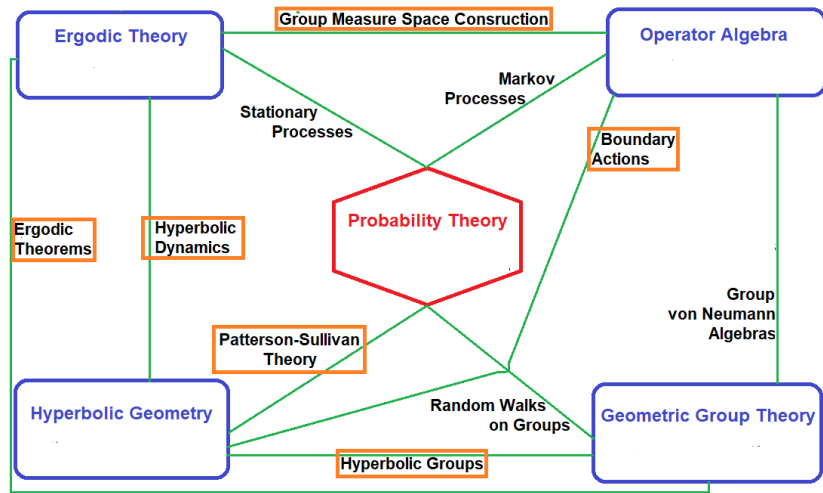 Group Measure Space Consruction
Ergodic Theory
Operator Algebra
Markov
Processes
Stationary
Processes
Boundary
Actions
Probability Theory
Ergodic
Theorems
Hyperbolic
Dynamics
Group
von Neumann
Algebras
Patterson-Sullivan
Theory
Hyperbolic Geometry
Random Walks
on Groups
Geometric Group Theory
Hyperbolic Groups